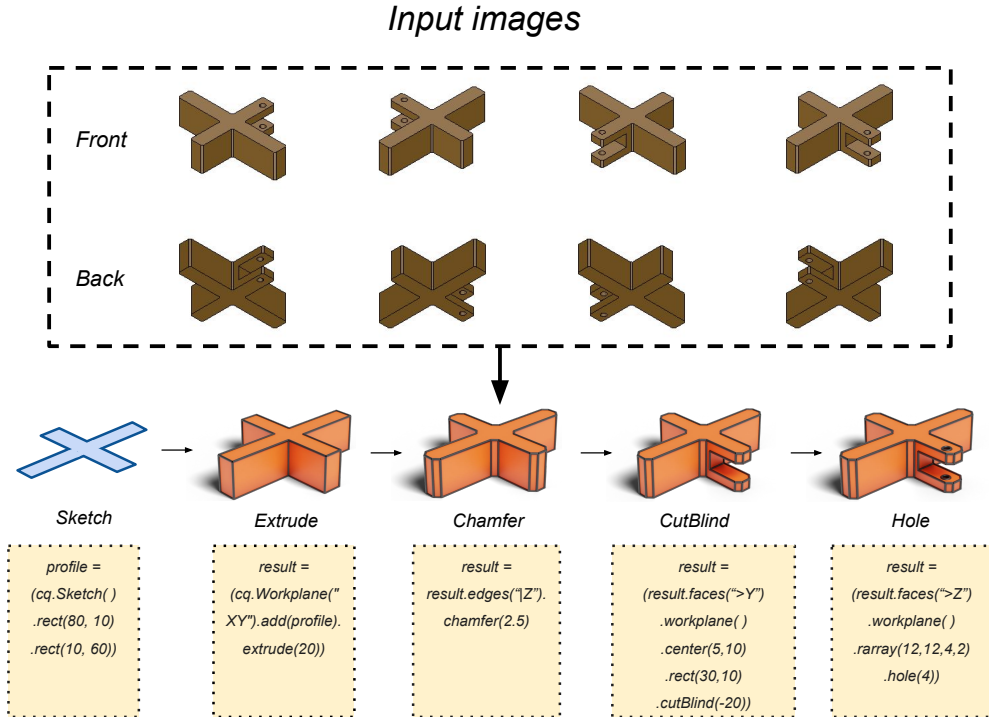 Input images
Front
Back
Sketch
Extrude
Chamfer
CutBlind
Hole
profile =
(cq.Sketch( )
.rect(80, 10)
.rect(10, 60))
result =
(cq.Workplane("
XY").add(profile).
extrude(20))
result =
result.edges(“|Z”).
chamfer(2.5)
result =
(result.faces(“>Y”)
.workplane( )
.center(5,10)
.rect(30,10)
.cutBlind(-20))
result =
(result.faces(“>Z”)
.workplane( )
.rarray(12,12,4,2)
.hole(4))